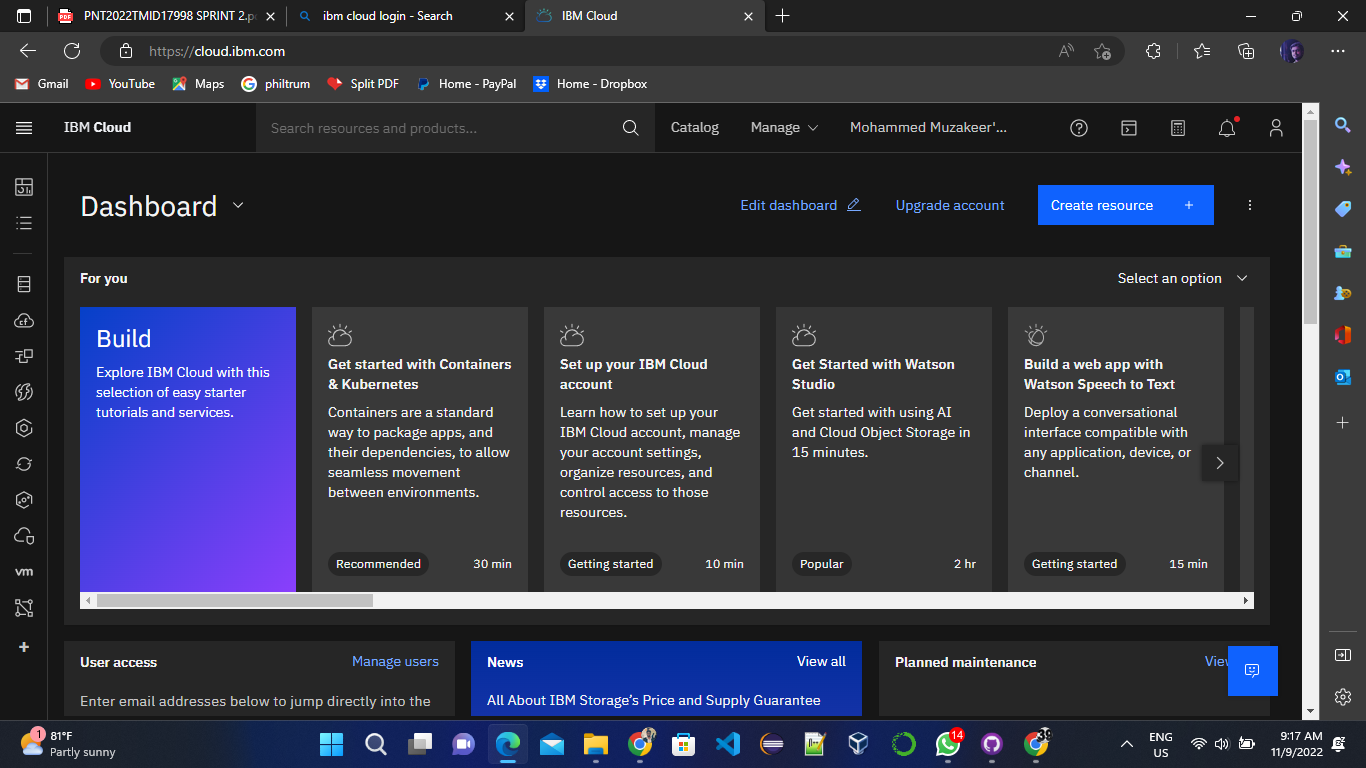 PNT2022TMID17998 SPRINT 2.p
ibm cloud login - Search
IBM Cloud
https://cloud.ibm.com
Gmail
YouTube
Maps
philtrum
Split PDF
Home - PayPal
Home - Dropbox
IBM Cloud
Search resources and products...
Catalog
Manage
Mohammed Muzakeer'...
Dashboard
Edit dashboard
Upgrade account
Create resource +
For you
Select an option
Build
Explore IBM Cloud with this
selection of easy starter
tutorials and services.
Get started with Containers
& Kubernetes
Containers are a standard
way to package apps, and
their dependencies, to allow
seamless movement
between environments.
Recommended 30 min
Set up your IBM Cloud
account
Learn how to set up your
IBM Cloud account, manage
your account settings,
organize resources, and
control access to those
resources.
Getting started 10 min
Get Started with Watson
Studio
Get started with using AI
and Cloud Object Storage in
15 minutes.
Popular 2 hr
Build a web app with
Watson Speech to Text
Deploy a conversational
interface compatible with
any application, device, or
channel.
Getting started 15 min
vm
User access
Manage users
Enter email addresses below to jump directly into the
News
View all
All About IBM Storage's Price and Supply Guarantee
Planned maintenance
1
81°F
Partly sunny
14
ENG
US
9:17 AM
11/9/2022